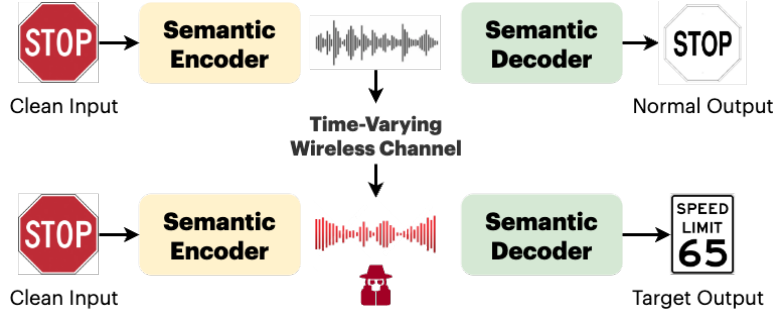 STOP
Semantic
Encoder
Semantic
Decoder
STOP
Clean Input
Normal Output
Time-Varying
Wireless Channel
STOP
Semantic
Encoder
Semantic
Decoder
SPEED
LIMIT
65
Clean Input
Target Output